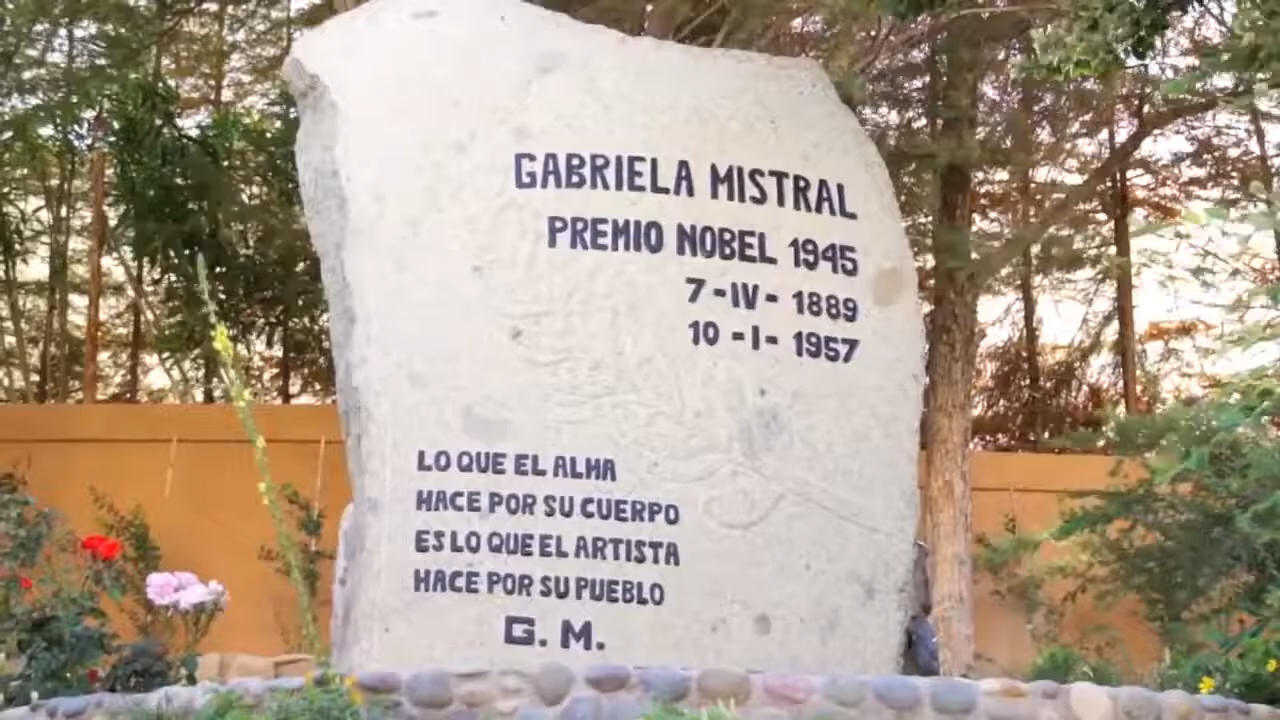 GABRIELA MISTRAL
PREMIO NOBEL 1945
7-IV-1889
10-I-1957
LO QUE EL ALMA
HACE POR SU CUERPO
ES LO QUE EL ARTISTA
HACE POR SU PUEBLO
G. M.